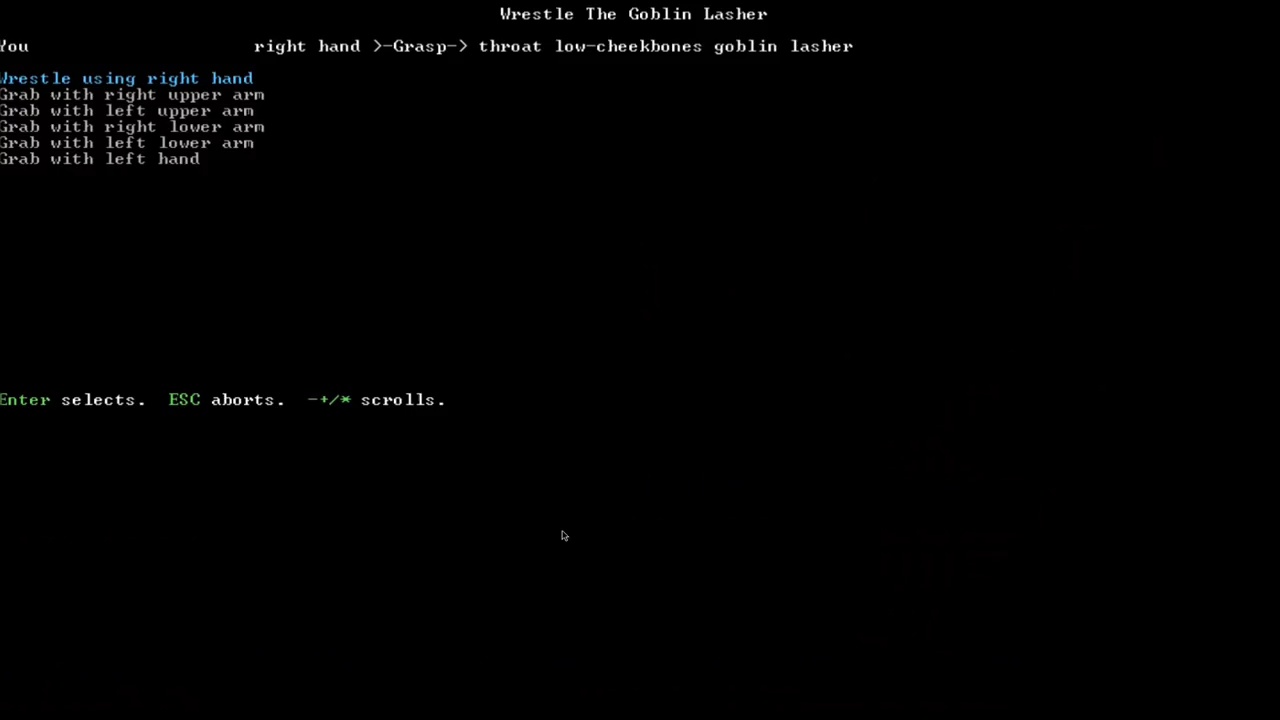 Wrestle The Goblin Lasher
You right hand >-Grasp-> throat low-cheekbones goblin lasher
Wrestle using right hand
Grab with right upper arm
Grab with left upper arm
Grab with right lower arm
Grab with left lower arm
Grab with left hand
Enter selects. ESC aborts. -+/* scrolls.